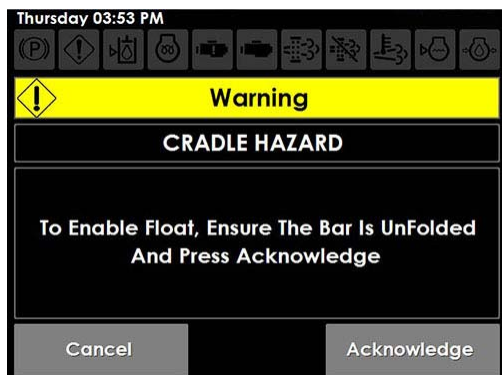 Thursday 03:53 PM
(P)
Warning
CRADLE HAZARD
To Enable Float, Ensure The Bar Is UnFolded
And Press Acknowledge
Cancel
Acknowledge